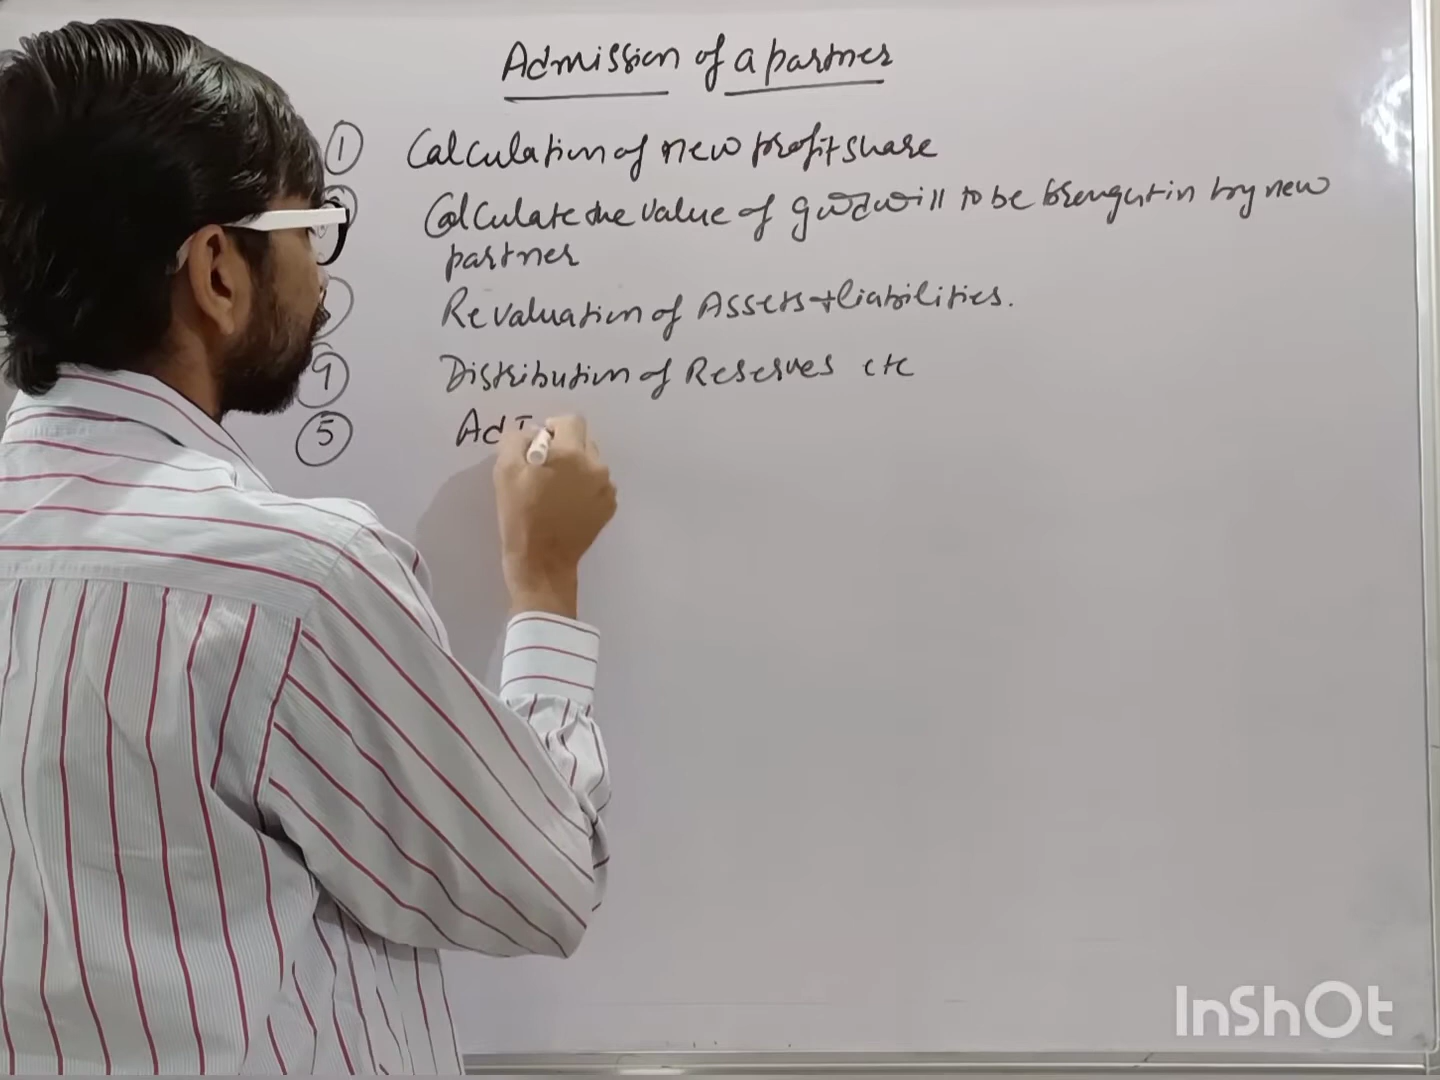 Admission of a partner
① Calculation of new profit share
Calculate the value of goodwill to be brought in by new
partner
Revaluation of Assets + liabilities.
④ Distribution of Reserves etc
⑤ Adj
InShOt